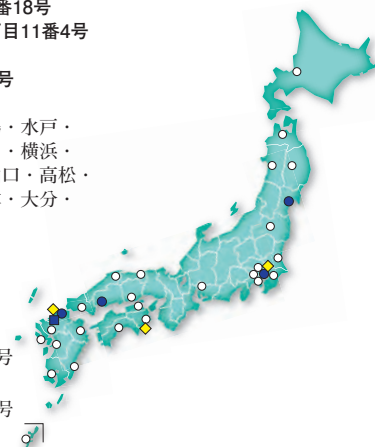 番18号
目11番4号
号
・水戸・
・横浜・
口・高松・
・大分・
号
号